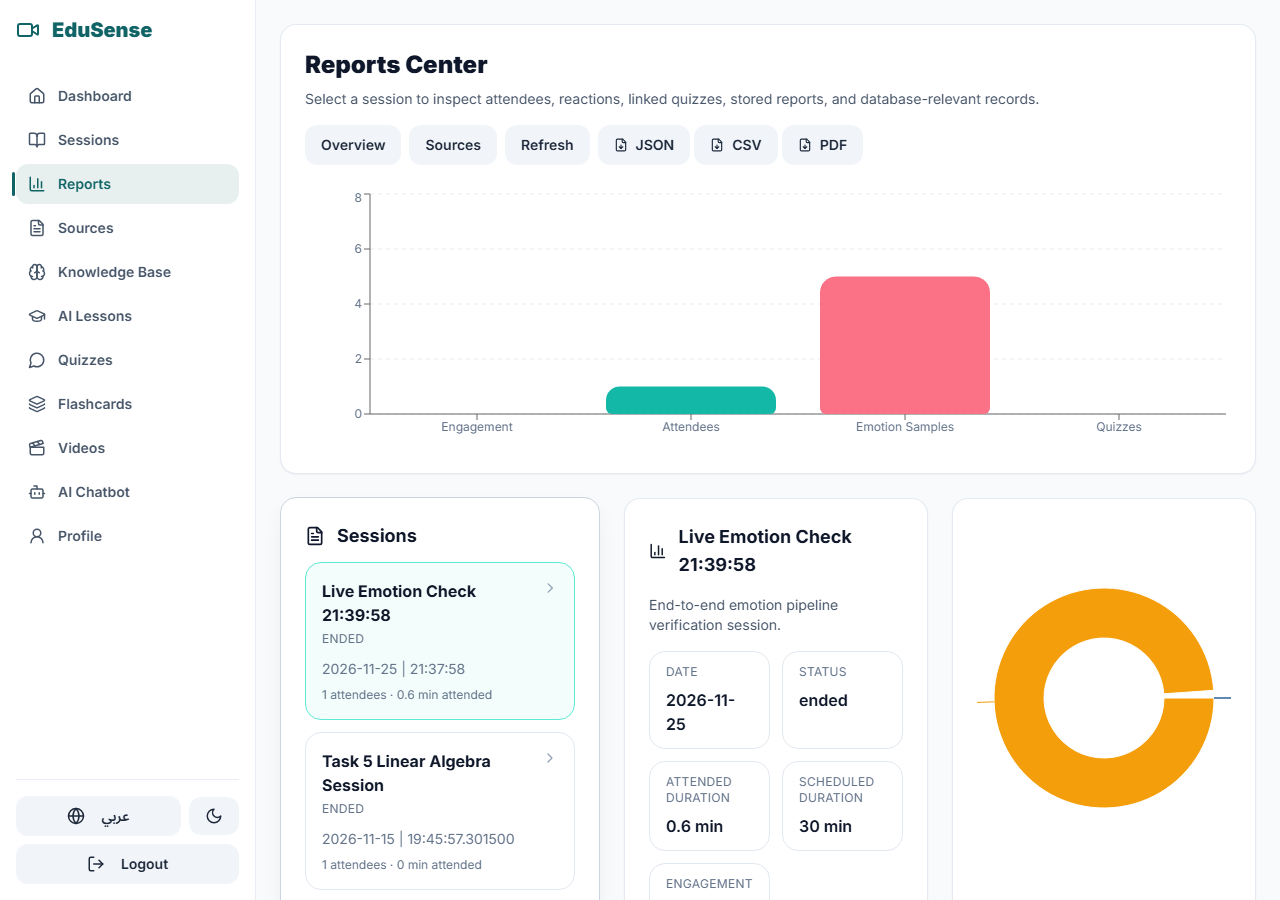 EduSense
Dashboard
Sessions
Reports
Sources
Knowledge Base
AI Lessons
Quizzes
Flashcards
Videos
AI Chatbot
Profile
عربي
Logout
Reports Center
Select a session to inspect attendees, reactions, linked quizzes, stored reports, and database-relevant records.
Overview
Sources
Refresh
JSON
CSV
PDF
8
6
4
2
0
Engagement
Attendees
Emotion Samples
Quizzes
Sessions
Live Emotion Check
21:39:58
ENDED
2026-11-25 | 21:37:58
1 attendees · 0.6 min attended
Task 5 Linear Algebra
Session
ENDED
2026-11-15 | 19:45:57.301500
1 attendees · 0 min attended
Live Emotion Check
21:39:58
End-to-end emotion pipeline
verification session.
DATE
2026-11-
25
STATUS
ended
ATTENDED
DURATION
0.6 min
SCHEDULED
DURATION
30 min
ENGAGEMENT